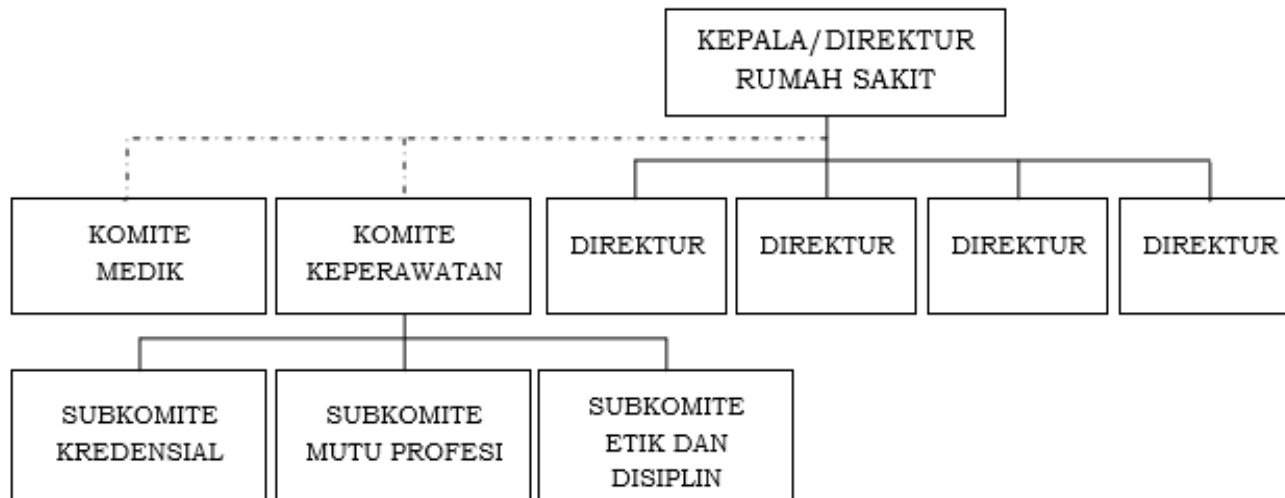 KEPALA/DIREKTUR
RUMAH SAKIT
KOMITE
MEDIK
KOMITE
KEPERAWATAN
DIREKTUR
DIREKTUR
DIREKTUR
DIREKTUR
SUBKOMITE
KREDENSIAL
SUBKOMITE
MUTU PROFESI
SUBKOMITE
ETIK DAN
DISIPLIN